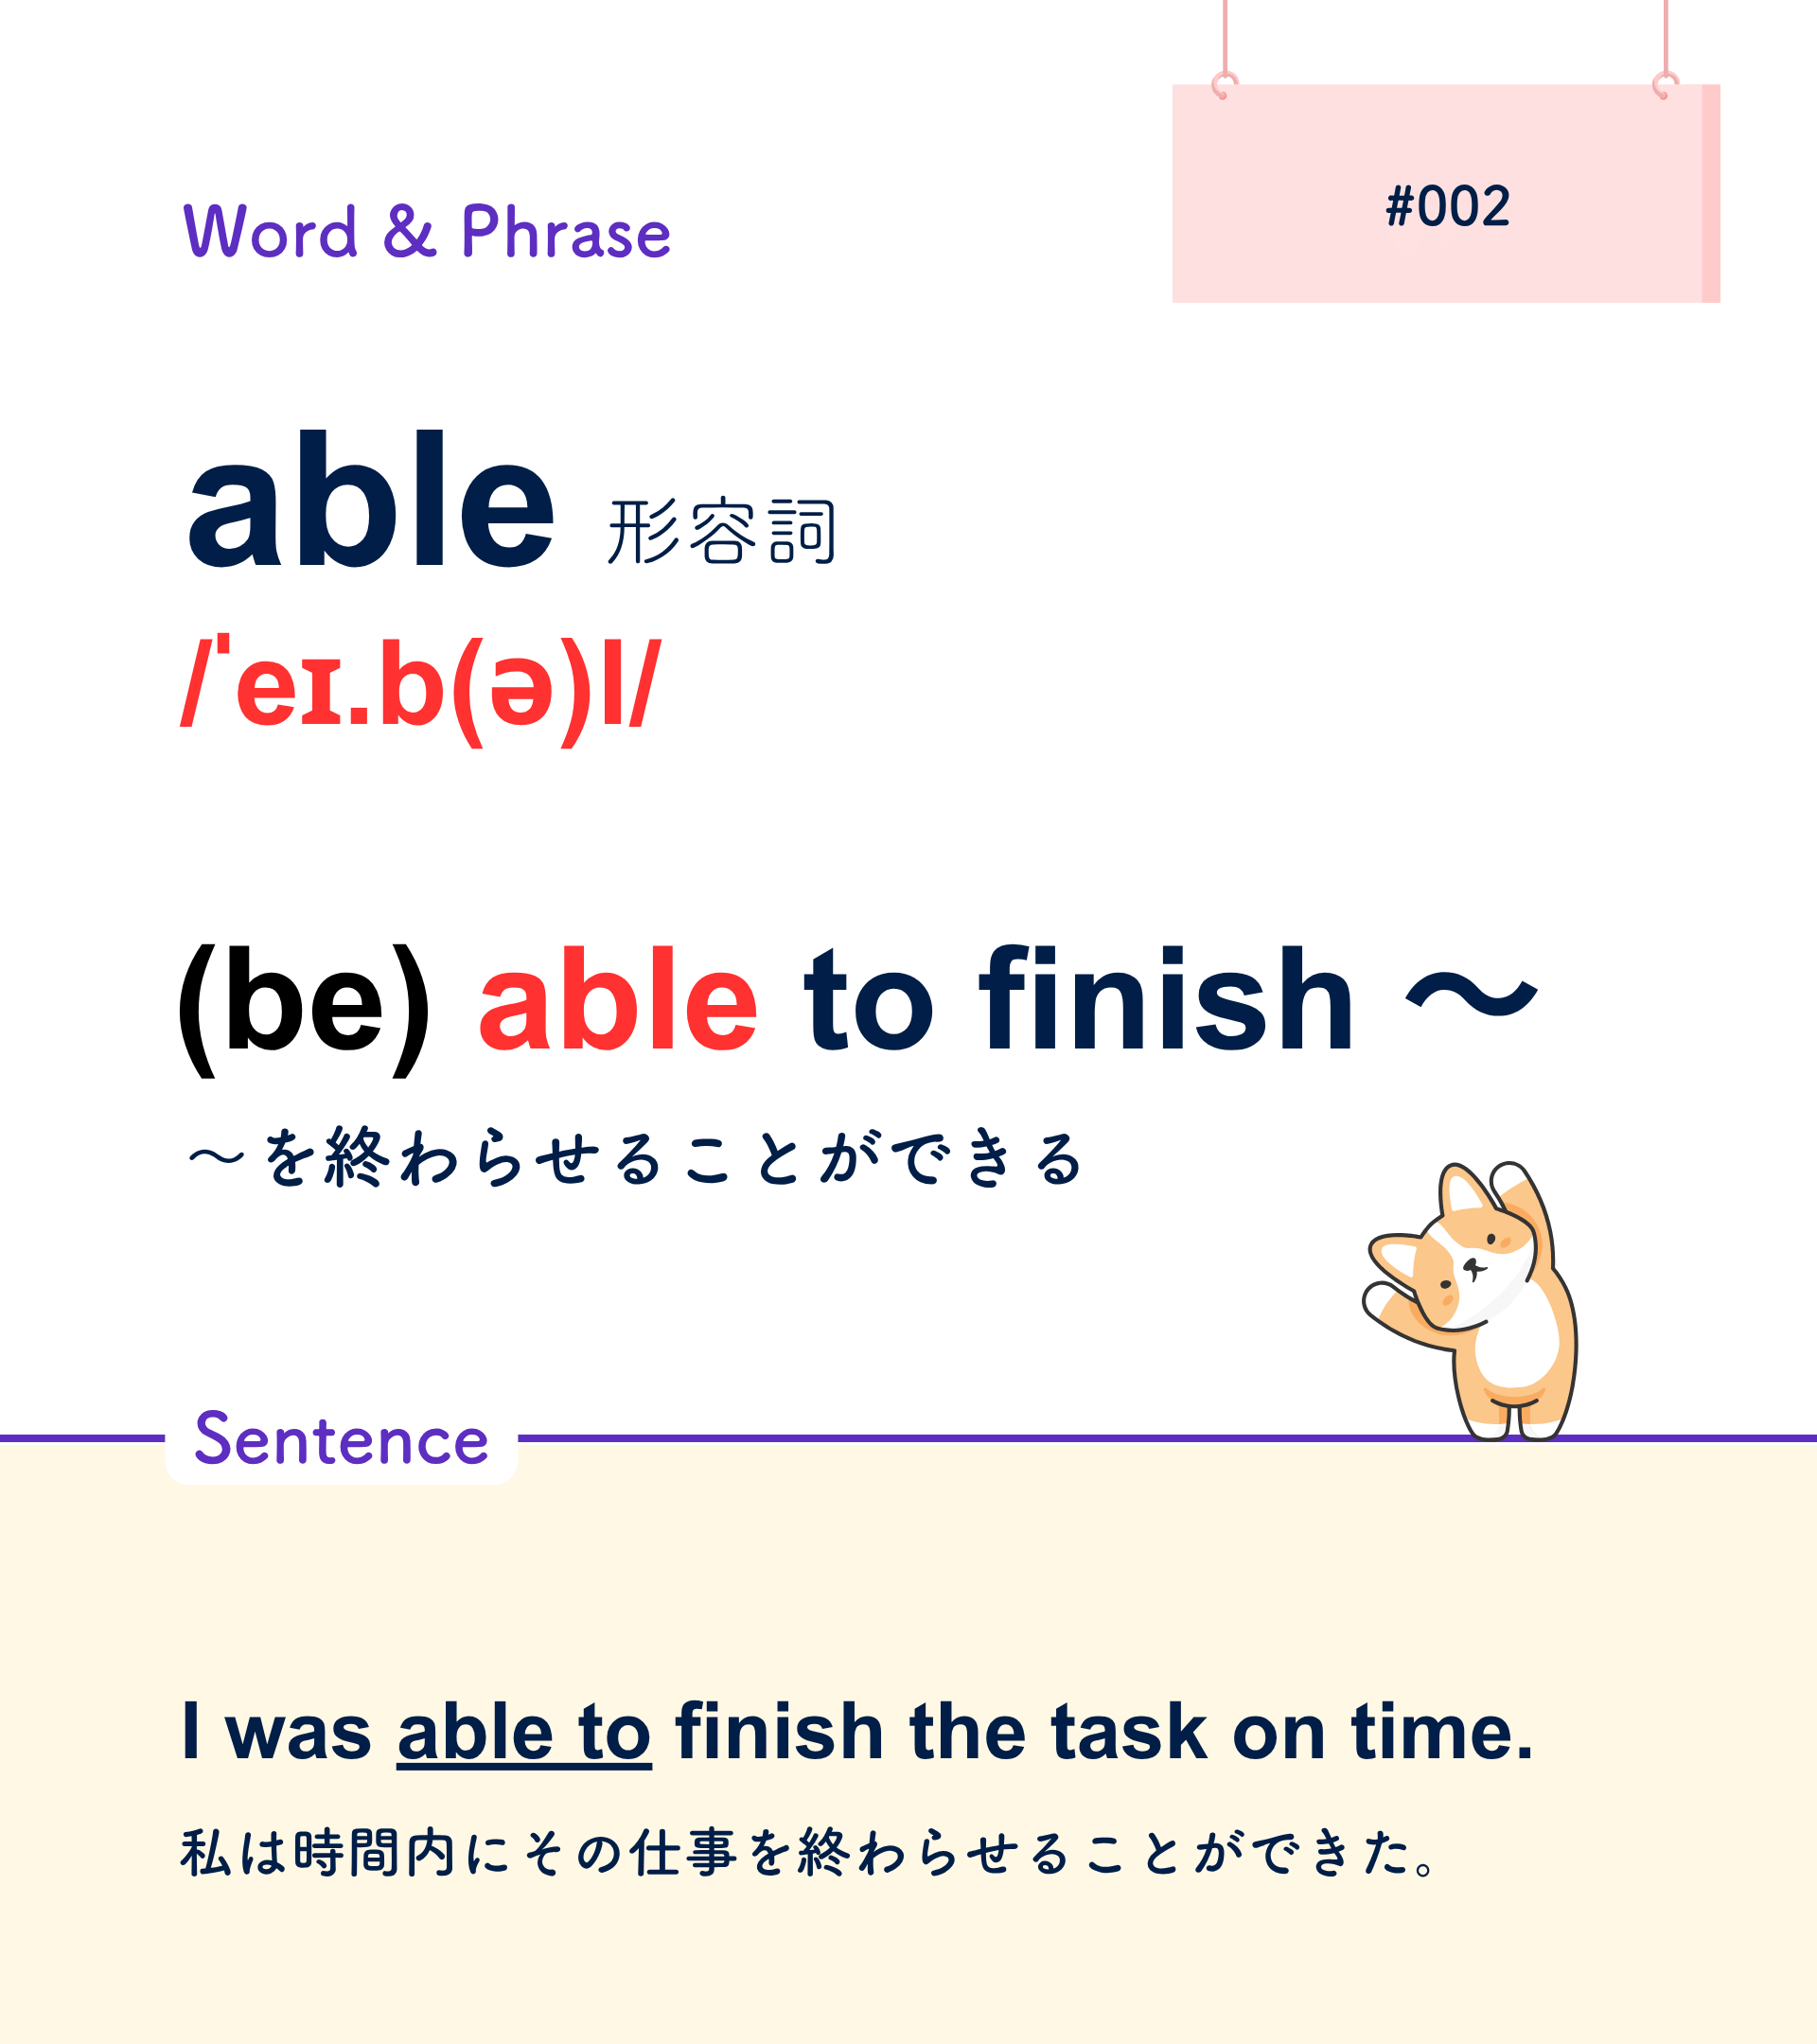 #002
Word & Phrase
able 形容詞
/ˈeɪ.b(ə)l/
(be) able to finish ～
～を終わらせることができる
Sentence
I was able to finish the task on time.
私は時間内にその仕事を終わらせることができた。